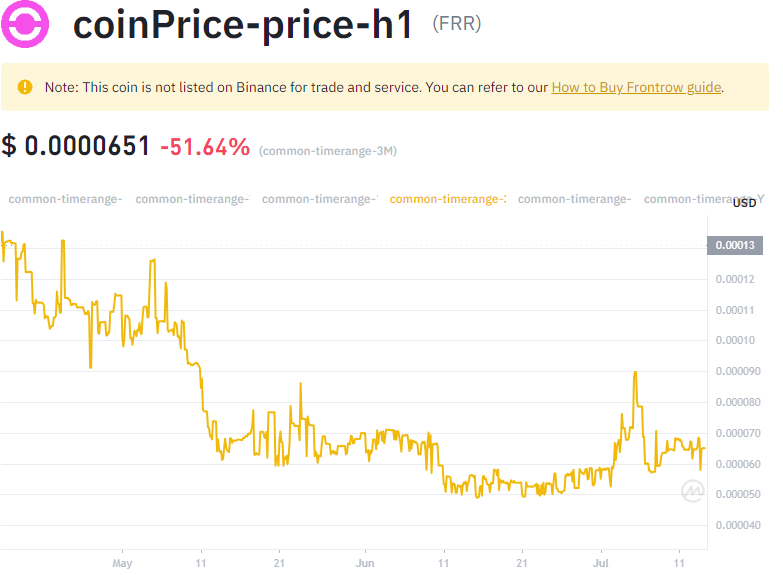 coinPrice-price-h1 (FRR)
Note: This coin is not listed on Binance for trade and service. You can refer to our How to Buy Frontrow guide.
$ 0.0000651 -51.64% (common-timerange-3M)
common-timerange- common-timerange- common-timerange- common-timerange- common-timerange- common-timerange-Y
USD
0.00013
0.00012
0.00011
0.00010
0.000090
0.000080
0.000070
0.000060
0.000050
0.000040
May 11 21 Jun 11 21 Jul 11